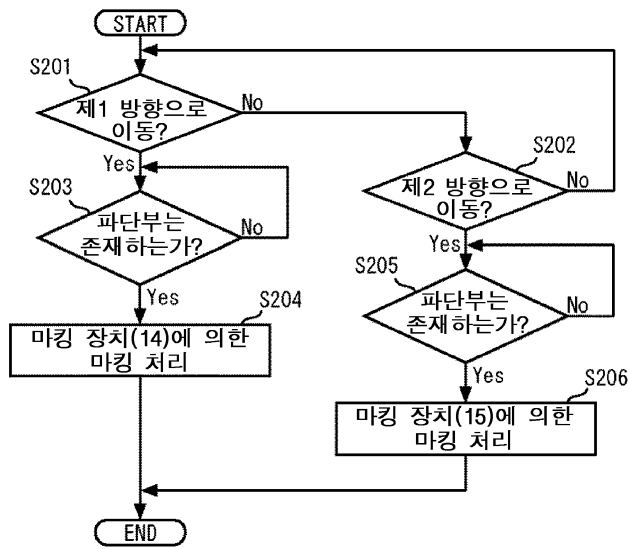 START
S201
제1 방향으로
이동?
No
Yes
S202
제2 방향으로
이동?
No
Yes
S203
파단부는
존재하는가?
No
Yes
S204
마킹 장치(14)에 의한
마킹 처리
S205
파단부는
존재하는가?
No
Yes
S206
마킹 장치(15)에 의한
마킹 처리
END